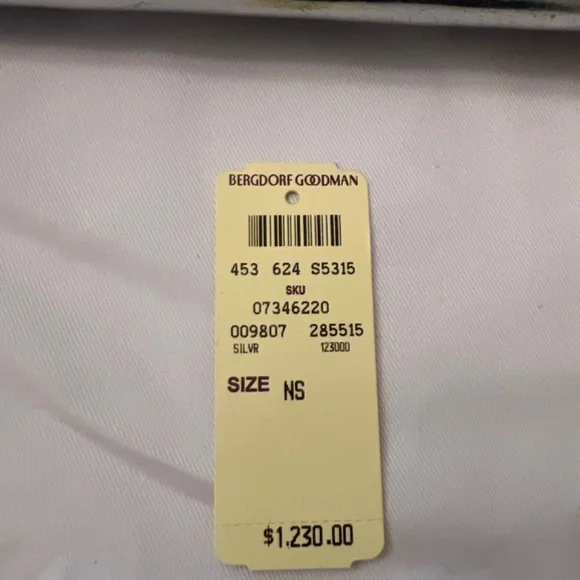 BERGDORF GOODMAN
453 624 S5315
SKU
07346220
009807 285515
SILVR 123000
SIZE NS
$1,230.00